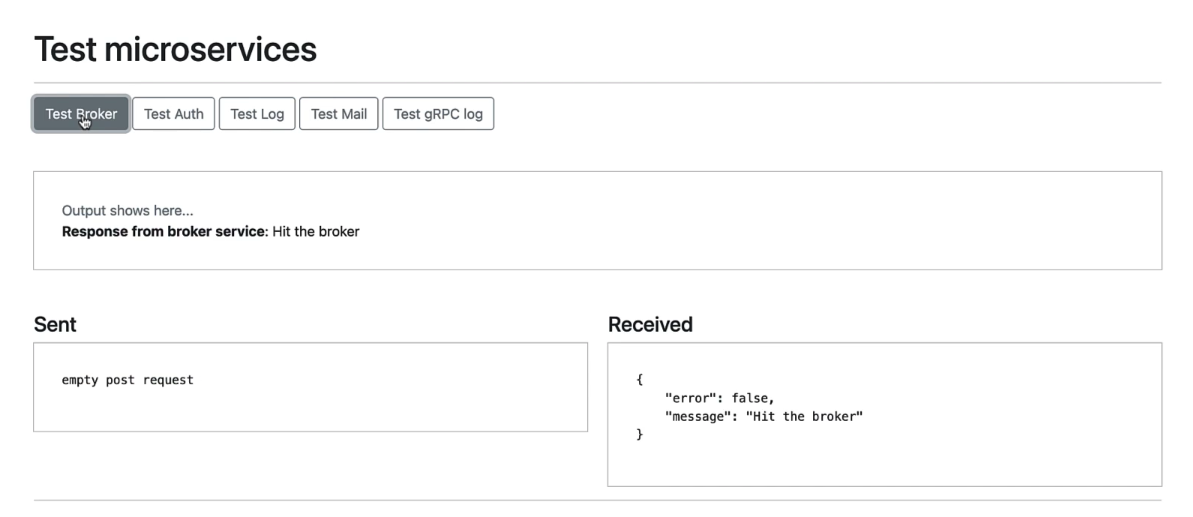 Test microservices
Test Broker Test Auth Test Log Test Mail Test gRPC log
Output shows here...
Response from broker service: Hit the broker
Sent
empty post request
Received
{
    "error": false,
    "message": "Hit the broker"
}